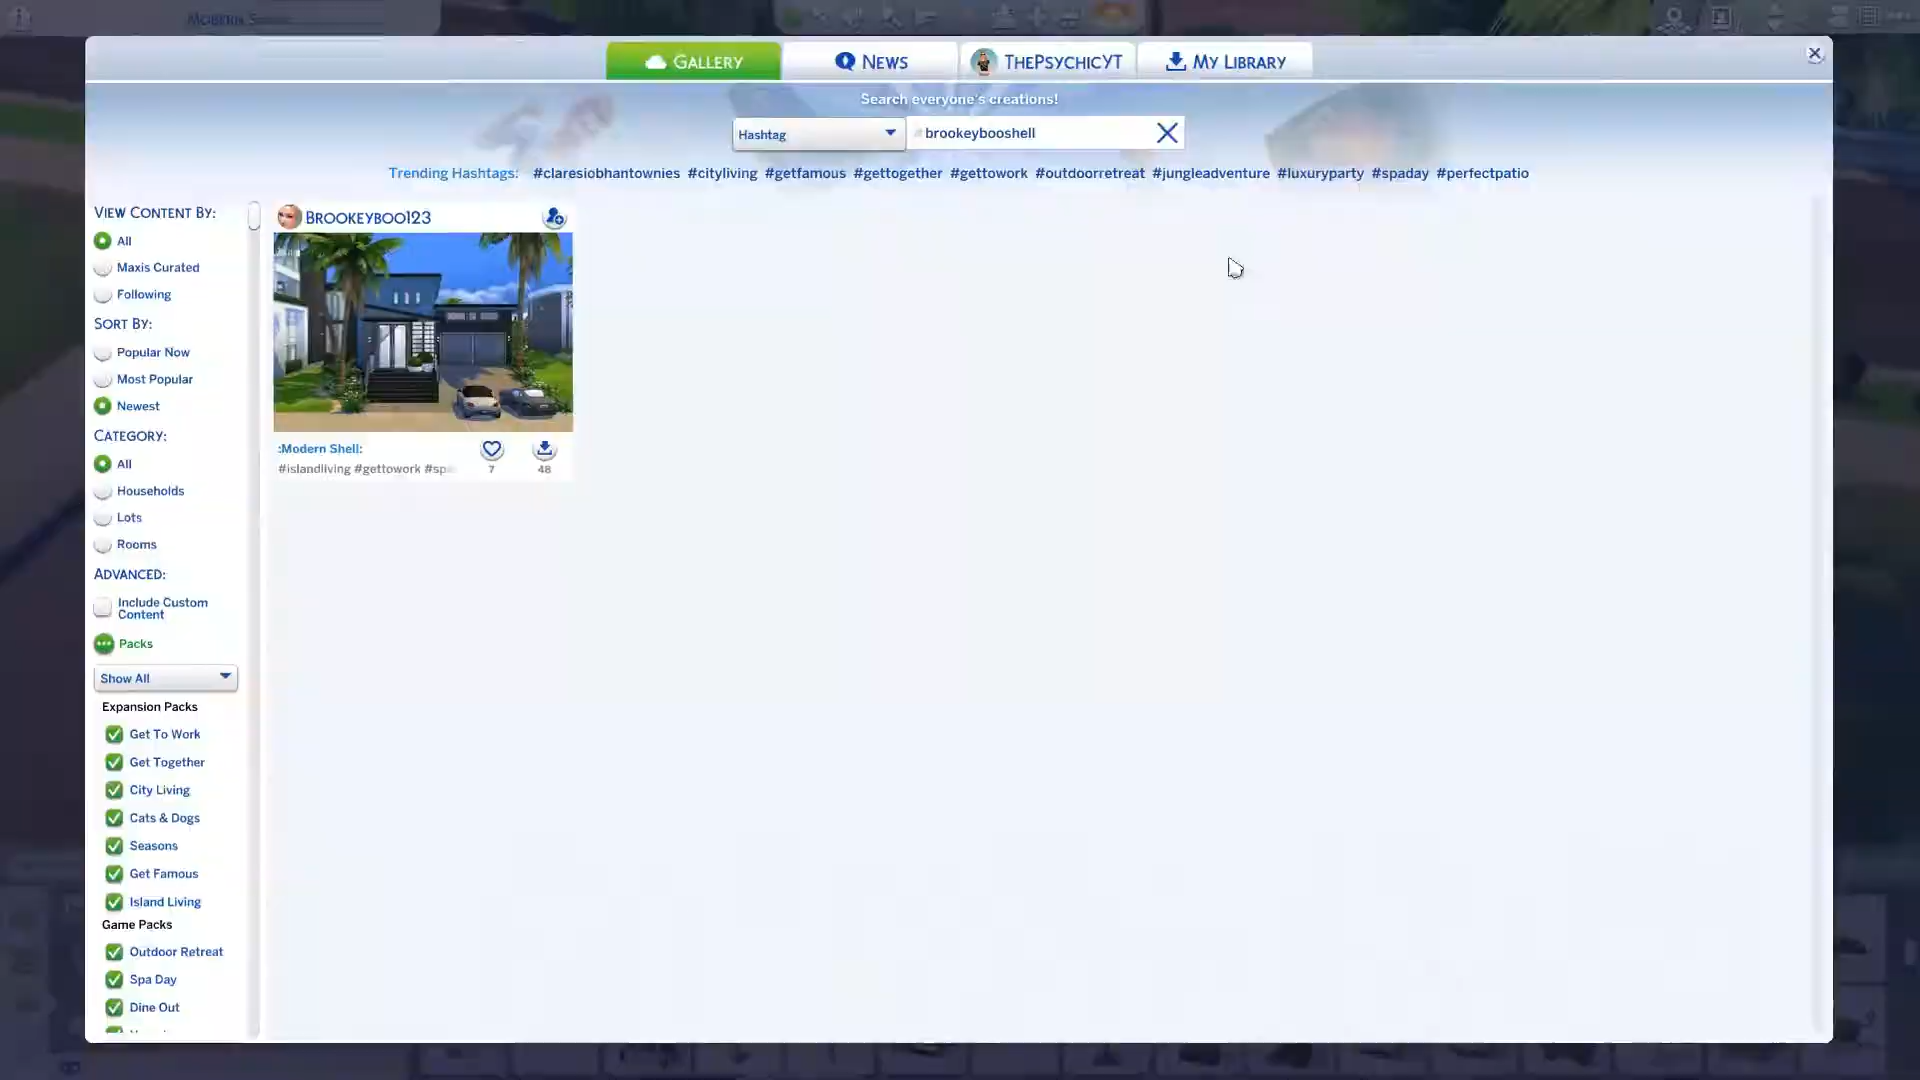 Modern S
Gallery
News
ThePsychicYT
My Library
Search everyone's creations!
Hashtag
# brookeybooshell
Trending Hashtags: #claresiobhantownies #cityliving #getfamous #gettogether #gettowork #outdoorretreat #jungleadventure #luxuryparty #spaday #perfectpatio
View Content By:
All
Maxis Curated
Following
Sort By:
Popular Now
Most Popular
Newest
Category:
All
Households
Lots
Rooms
Advanced:
Include Custom
Content
Packs
Show All
Expansion Packs
Get To Work
Get Together
City Living
Cats & Dogs
Seasons
Get Famous
Island Living
Game Packs
Outdoor Retreat
Spa Day
Dine Out
Brookeyboo123
:Modern Shell:
#islandliving #gettowork #spa
7
48